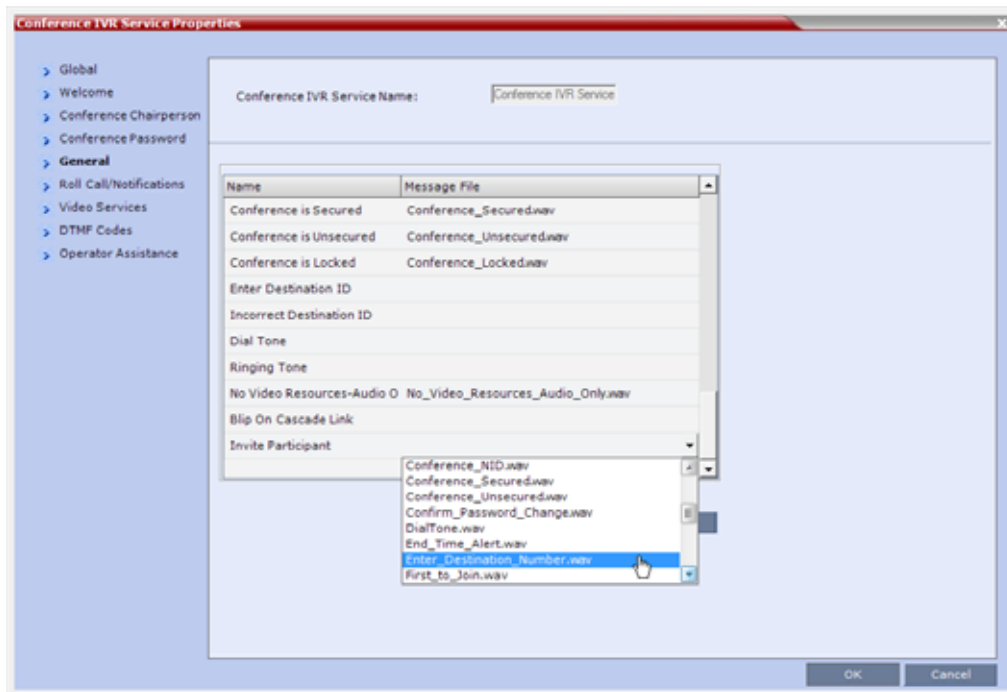 Conference IVR Service Properties
Global
Welcome
Conference Chairperson
Conference Password
General
Roll Call/Notifications
Video Services
DTMF Codes
Operator Assistance
Conference IVR Service Name: Conference IVR Service
Name Message File
Conference is Secured Conference_Secured.wav
Conference is Unsecured Conference_Unsecured.wav
Conference is Locked Conference_Locked.wav
Enter Destination ID
Incorrect Destination ID
Dial Tone
Ringing Tone
No Video Resources-Audio O No_Video_Resources_Audio_Only.wav
Blip On Cascade Link
Invite Participant
Conference_NID.wav
Conference_Secured.wav
Conference_Unsecured.wav
Confirm_Password_Change.wav
DialTone.wav
End_Time_Alert.wav
Enter_Destination_Number.wav
First_to_Join.wav
OK Cancel